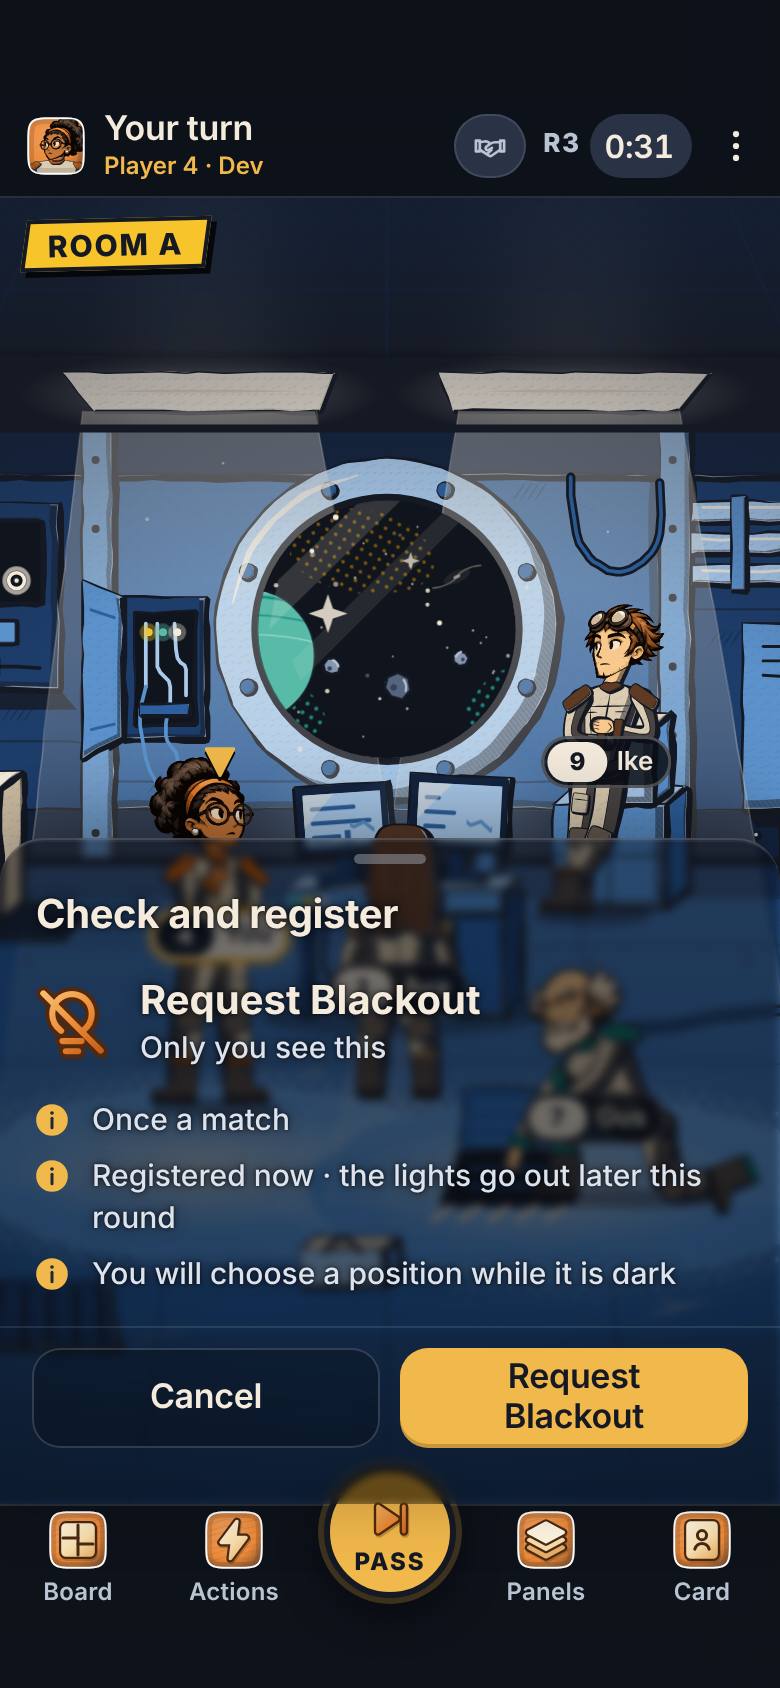 Your turn
Player 4 · Dev
R3
0:31
ROOM A
9 Ike
Check and register
Request Blackout
Only you see this
Once a match
Registered now · the lights go out later this
round
You will choose a position while it is dark
Cancel
Request
Blackout
PASS
Board
Actions
Panels
Card